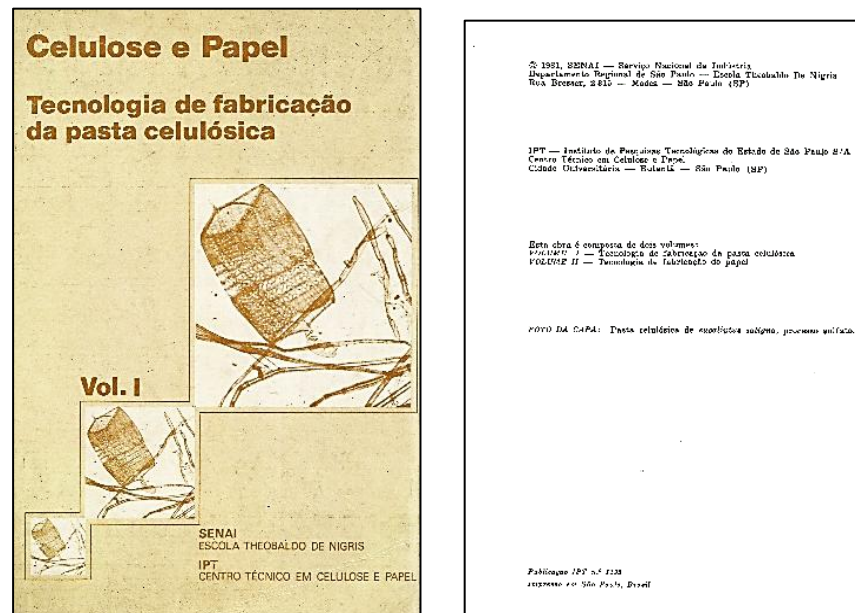 Celulose e Papel
Tecnologia de fabricação
da pasta celulósica
Vol. I
SENAI
ESCOLA THEOBALDO DE NIGRIS
IPT
CENTRO TÉCNICO EM CELULOSE E PAPEL
© 1981, SENAI — Serviço Nacional de Indústria
Departamento Regional de São Paulo — Escola Theobaldo De Nigris
Rua Bresser, 2315 — Moóca — São Paulo (SP)
IPT — Instituto de Pesquisas Tecnológicas do Estado de São Paulo S/A
Centro Técnico em Celulose e Papel
Cidade Universitária — Butantã — São Paulo (SP)
Esta obra é composta de dois volumes:
VOLUME I — Tecnologia de fabricação da pasta celulósica
VOLUME II — Tecnologia de fabricação do papel
FOTO DA CAPA: Pasta celulósica de eucaliptus saligna, processo sulfato.
Publicação IPT n.º
Impresso em São Paulo, Brasil